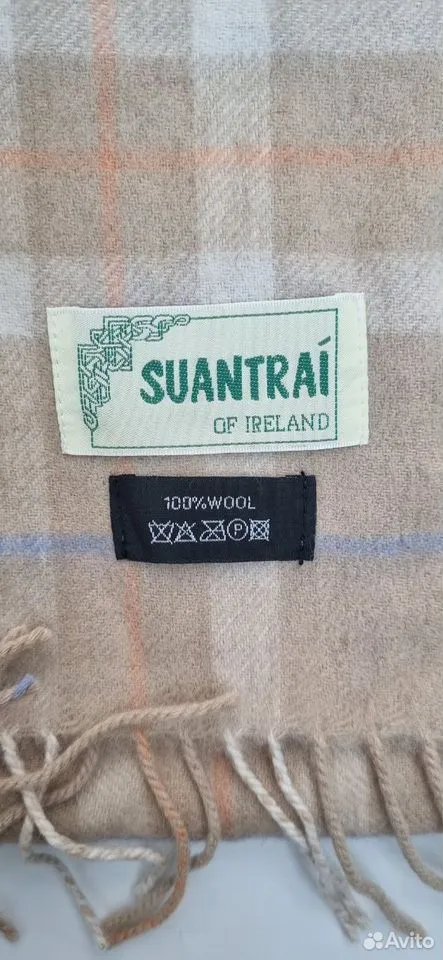 SUANTRAÍ
OF IRELAND
100%WOOL
P
Avito